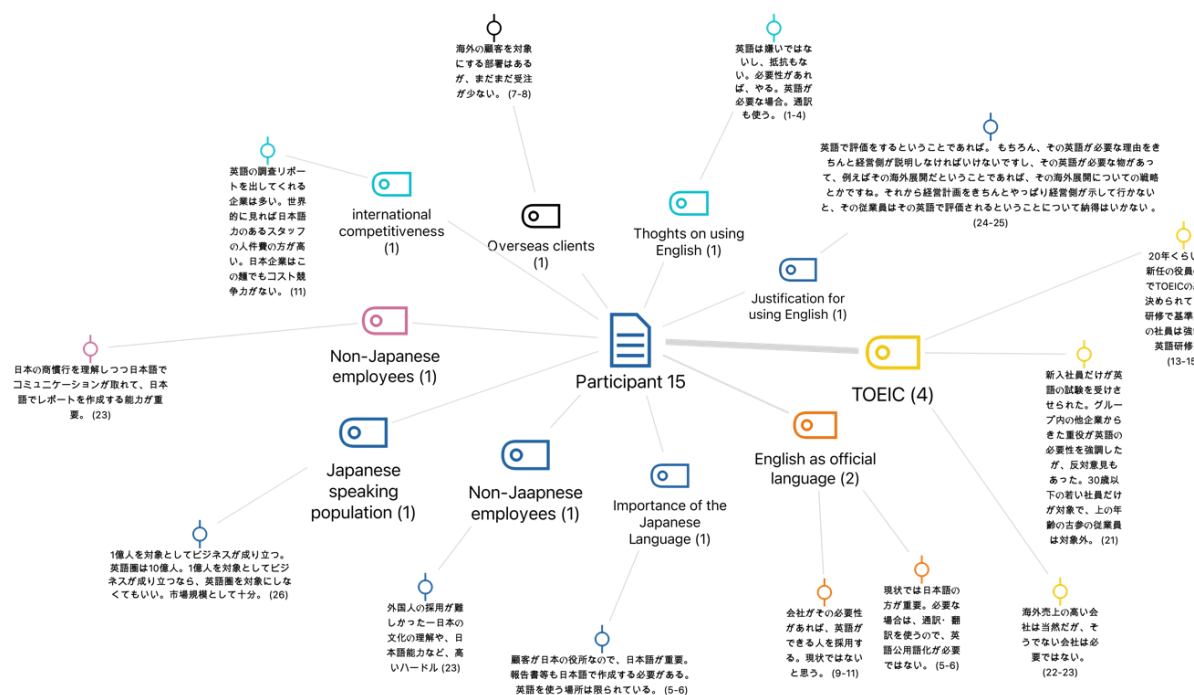 海外の顧客を対象
にする部署はある
が、まだまだ受注
が少ない。 (7-8)
英語は嫌いではな
いし、抵抗もな
い。必要性があれ
ば、やる。英語が
必要な場合。通訳
も使う。 (1-4)
英語で評価をするということであれば。 もちろん、その英語が必要な理由をき
ちんと経営側が説明しなければいけないですし、その英語が必要な物があっ
て、例えばその海外展開だということであれば、その海外展開についての戦略
とかですね。それから経営計画をきちんとやっぱり経営側が示して行かない
と、その従業員はその英語で評価されるということについて納得はいかない 。
(24-25)
英語の調査リポー
トを出してくれる
企業は多い。世界
的に見れば日本語
力のあるスタッフ
の人件費の方が高
い。日本企業はこ
の麺でもコスト競
争力がない。 (11)
international
competitiveness
(1)
Overseas clients
(1)
Thoghts on using
English (1)
Justification for
using English (1)
20年くらい
新任の役員
でTOEICの
決められて
研修で基準
の社員は強
英語研修
(13-15
Non-Japanese
employees (1)
Participant 15
TOEIC (4)
日本の商慣行を理解しつつ日本語で
コミュニケーションが取れて、日本
語でレポートを作成する能力が重
要。 (23)
新入社員だけが英
語の試験を受けさ
せられた。グルー
プ内の他企業から
きた重役が英語の
必要性を強調した
が、反対意見も
あった。30歳以
下の若い社員だけ
が対象で、上の年
齢の古参の従業員
は対象外。 (21)
Japanese
speaking
population (1)
Non-Jaapnese
employees (1)
Importance of the
Japanese
Language (1)
English as official
language (2)
1億人を対象としてビジネスが成り立つ。
英語圏は10億人。1億人を対象としてビジ
ネスが成り立つなら、英語圏を対象にしな
くてもいい。市場規模として十分。 (26)
外国人の採用が難
しかったー日本の
文化の理解や、日
本語能力など、高
いハードル (23)
顧客が日本の役所なので、日本語が重要。
報告書等も日本語で作成する必要がある。
英語を使う場所は限られている。 (5-6)
会社がその必要性
があれば、英語が
できる人を採用す
る。現状ではない
と思う。 (9-11)
現状では日本語の
方が重要。必要な
場合は、通訳・翻
訳を使うので、英
語公用語化が必要
ではない。 (5-6)
海外売上の高い会
社は当然だが、そ
うでない会社は必
要ではない。
(22-23)